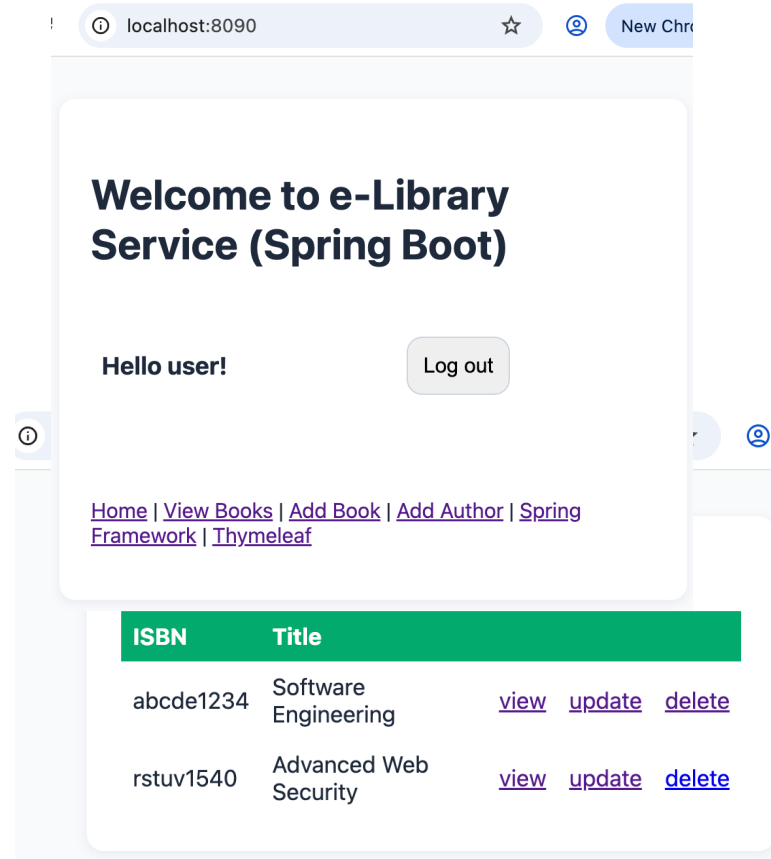 localhost:8090
New Chr
Welcome to e-Library
Service (Spring Boot)
Hello user!
Log out
Home | View Books | Add Book | Add Author | Spring
Framework | Thymeleaf
ISBN Title
abcde1234 Software Engineering view update delete
rstuv1540 Advanced Web Security view update delete